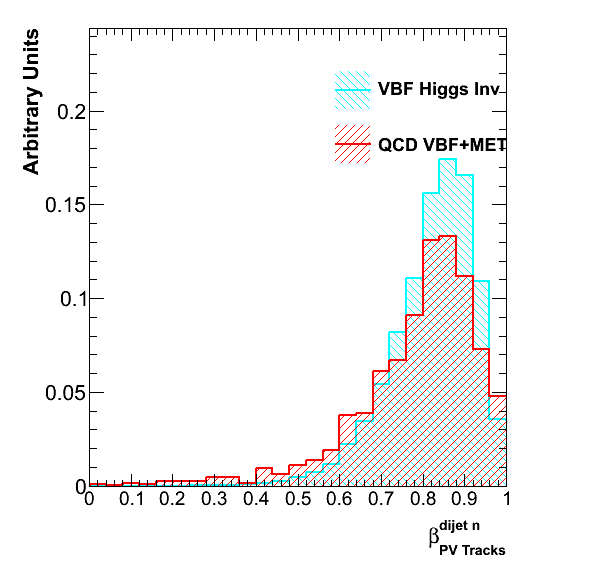 Arbitrary Units
0.2
0.15
0.1
0.05
0
VBF Higgs Inv
QCD VBF+MET
0 0.1 0.2 0.3 0.4 0.5 0.6 0.7 0.8 0.9 1
β dijet n
PV Tracks